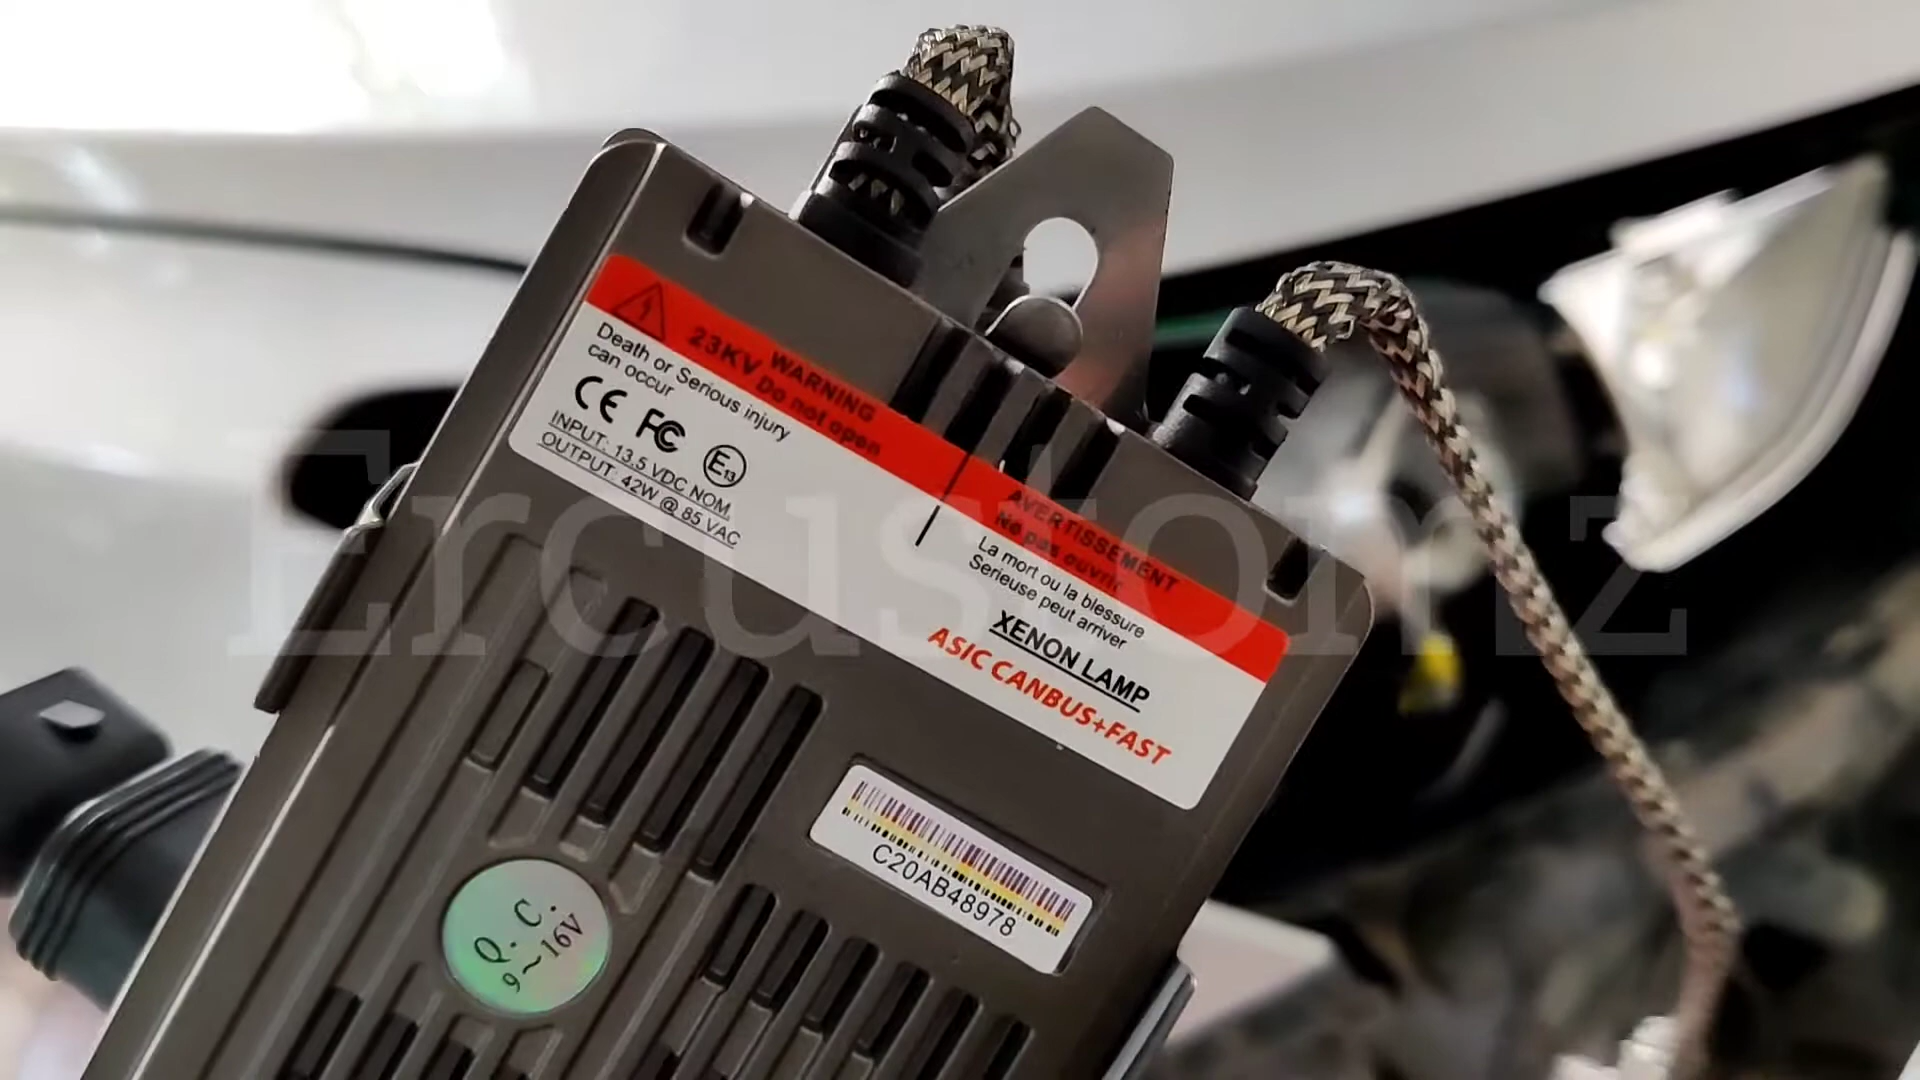 23KV WARNING
Do not open
Death or Serious injury
can occur
CE FC E13
INPUT: 13.5 VDC NOM
OUTPUT: 42W @ 85 VAC
AVERTISSEMENT
Ne pas ouvrir
La mort ou la blessure
Serieuse peut arriver
XENON LAMP
ASIC CANBUS+FAST
C20AB48978
Q. C.
9~16V
Ercustomz